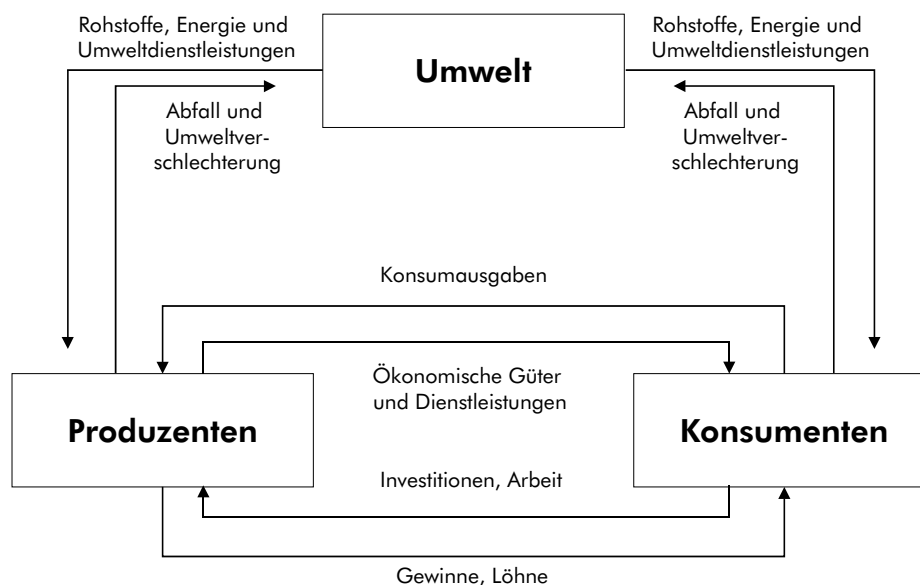 Rohstoffe, Energie und
Umweltdienstleistungen
Umwelt
Rohstoffe, Energie und
Umweltdienstleistungen
Abfall und
Umweltver-
schlechterung
Abfall und
Umweltver-
schlechterung
Konsumausgaben
Ökonomische Güter
und Dienstleistungen
Produzenten
Konsumenten
Investitionen, Arbeit
Gewinne, Löhne